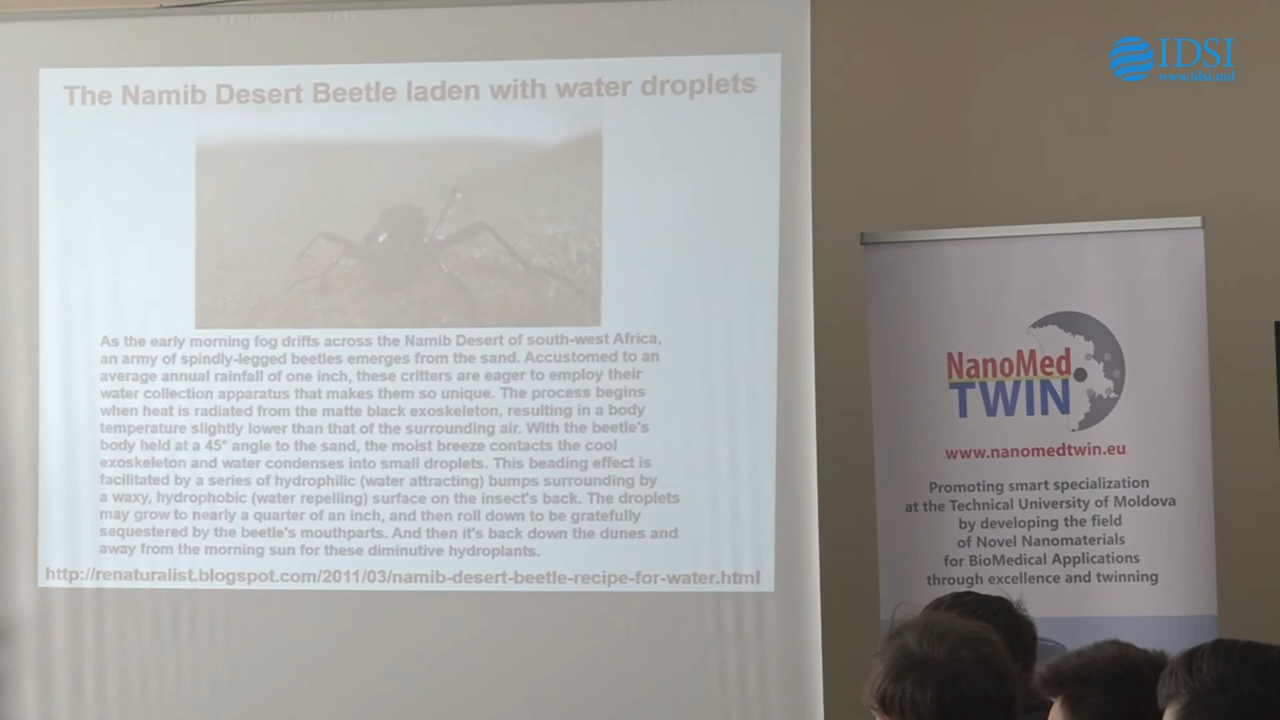 The Namib Desert Beetle laden with water droplets
As the early morning fog drifts across the Namib Desert of south-west Africa,
an army of spindly-legged beetles emerges from the sand. Accustomed to an
average annual rainfall of one inch, these critters are eager to employ their
water collection apparatus that makes them so unique. The process begins
when heat is radiated from the matte black exoskeleton, resulting in a body
temperature slightly lower than that of the surrounding air. With the beetle's
body held at a 45° angle to the sand, the moist breeze contacts the cool
exoskeleton and water condenses into small droplets. This beading effect is
facilitated by a series of hydrophilic (water attracting) bumps surrounding by
a waxy, hydrophobic (water repelling) surface on the insect's back. The droplets
may grow to nearly a quarter of an inch, and then roll down to be gratefully
sequestered by the beetle's mouthparts. And then it's back down the dunes and
away from the morning sun for these diminutive hydroplants.
http://renaturalist.blogspot.com/2011/03/namib-desert-beetle-recipe-for-water.html
IDSI
www.idsi.md
NanoMed
TWIN
www.nanomedtwin.eu
Promoting smart specialization
at the Technical University of Moldova
by developing the field
of Novel Nanomaterials
for BioMedical Applications
through excellence and twinning